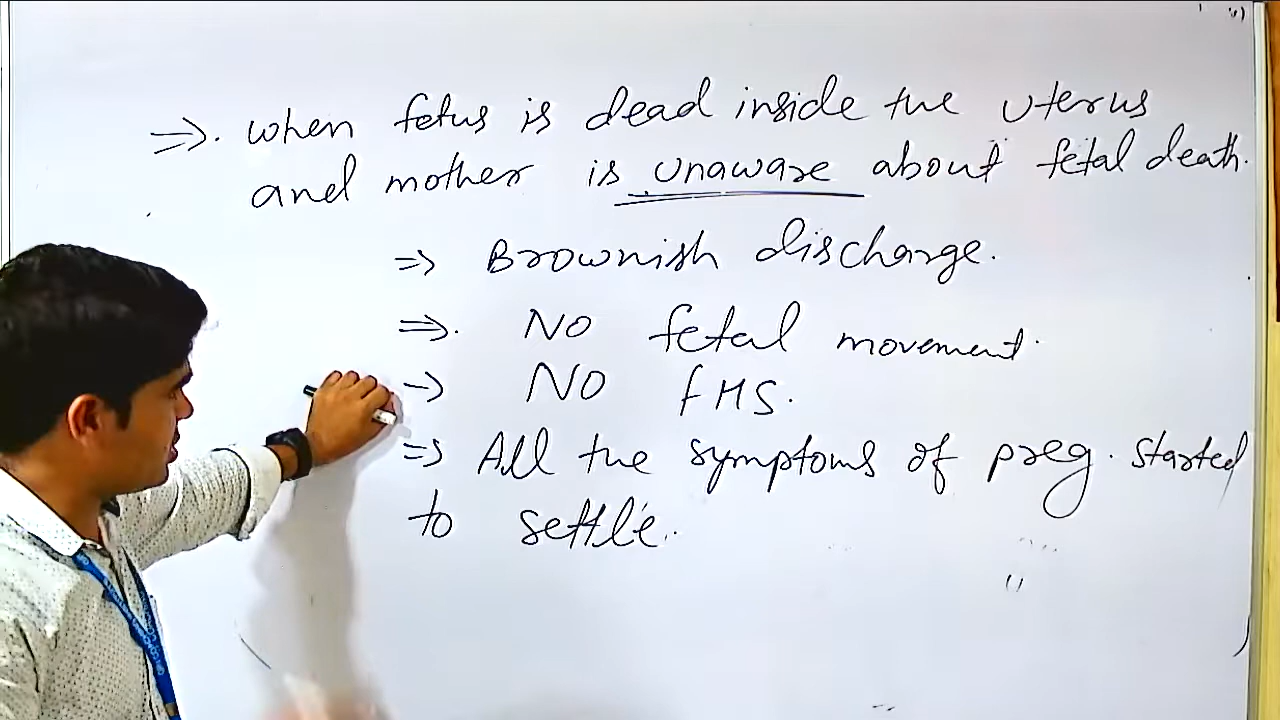 ⇒. when fetus is dead inside the uterus
and mother is unaware about fetal death.
⇒ Brownish discharge.
⇒. NO fetal movement.
→ NO fHS.
⇒ All the symptoms of preg. started
to settle.